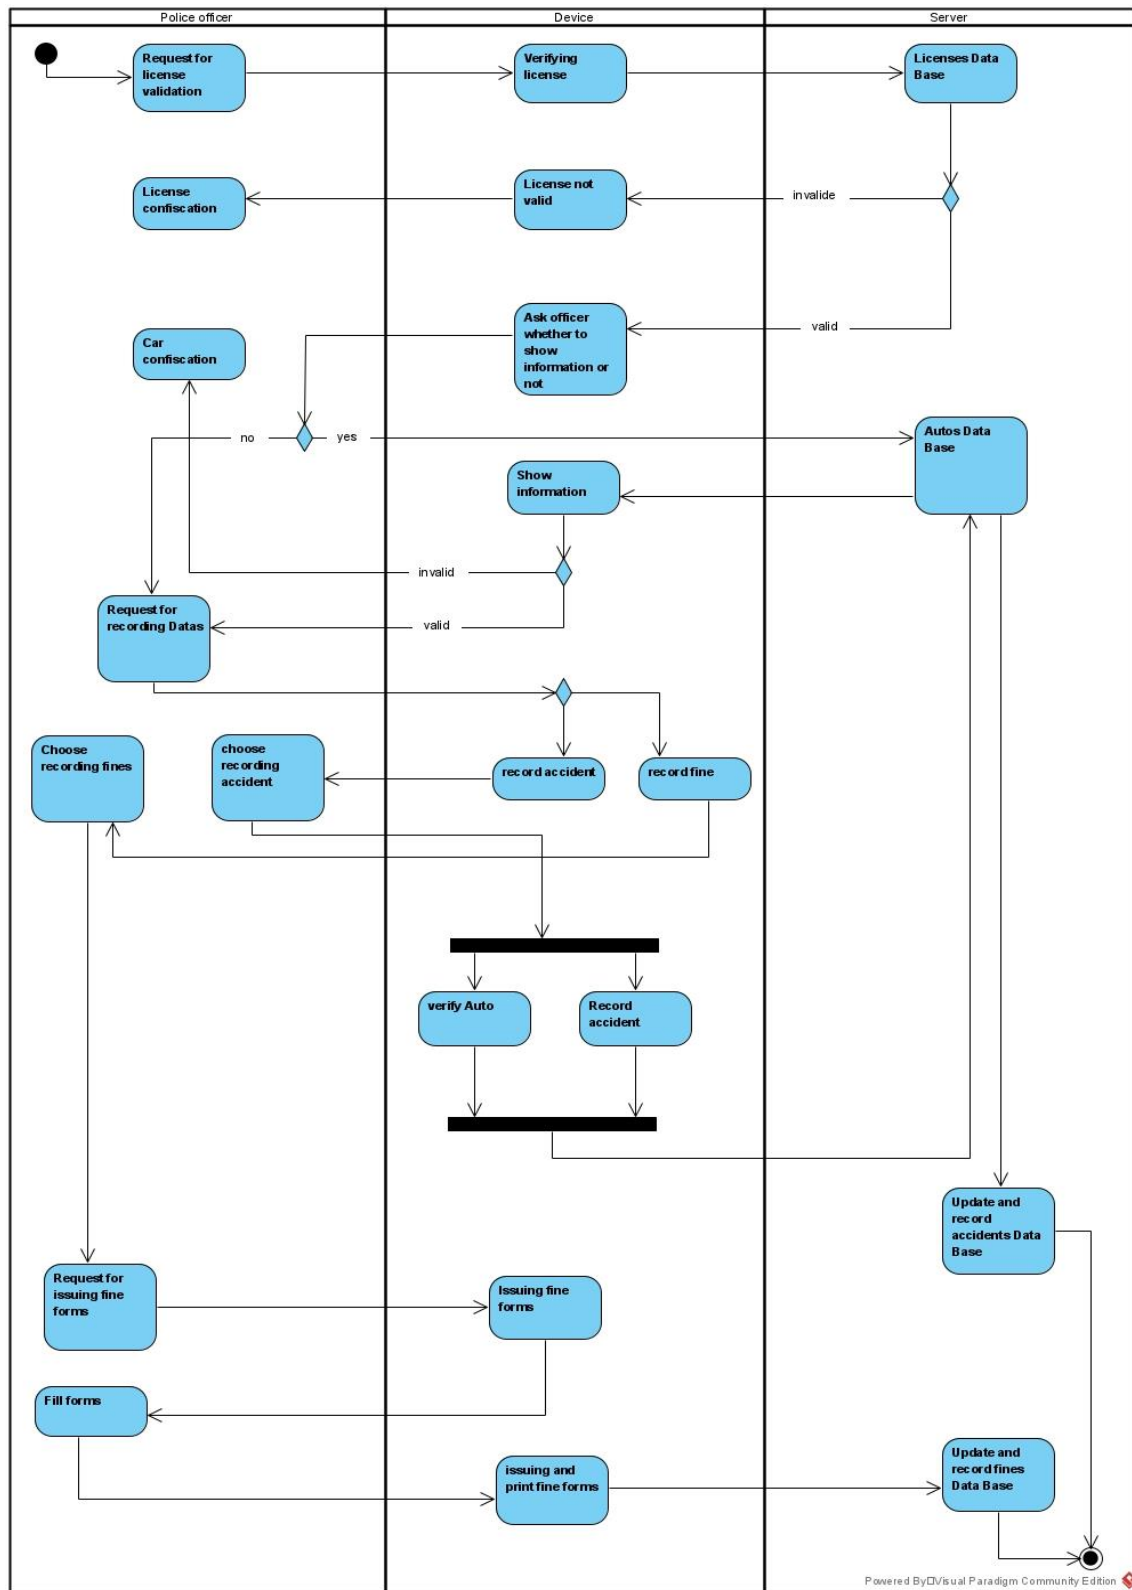 Police officer
Device
Server
Request for
license
validation
Verifying
license
Licenses Data
Base
License
confiscation
License not
valid
invalide
Ask officer
whether to
show
information or
not
valid
Car
confiscation
no
yes
Autos Data
Base
Show
information
invalid
Request for
recording Datas
valid
Choose
recording fines
choose
recording
accident
record accident
record fine
verify Auto
Record
accident
Update and
record
accidents Data
Base
Request for
issuing fine
forms
Issuing fine
forms
Fill forms
issuing and
print fine forms
Update and
record fines
Data Base
Powered By Visual Paradigm Community Edition